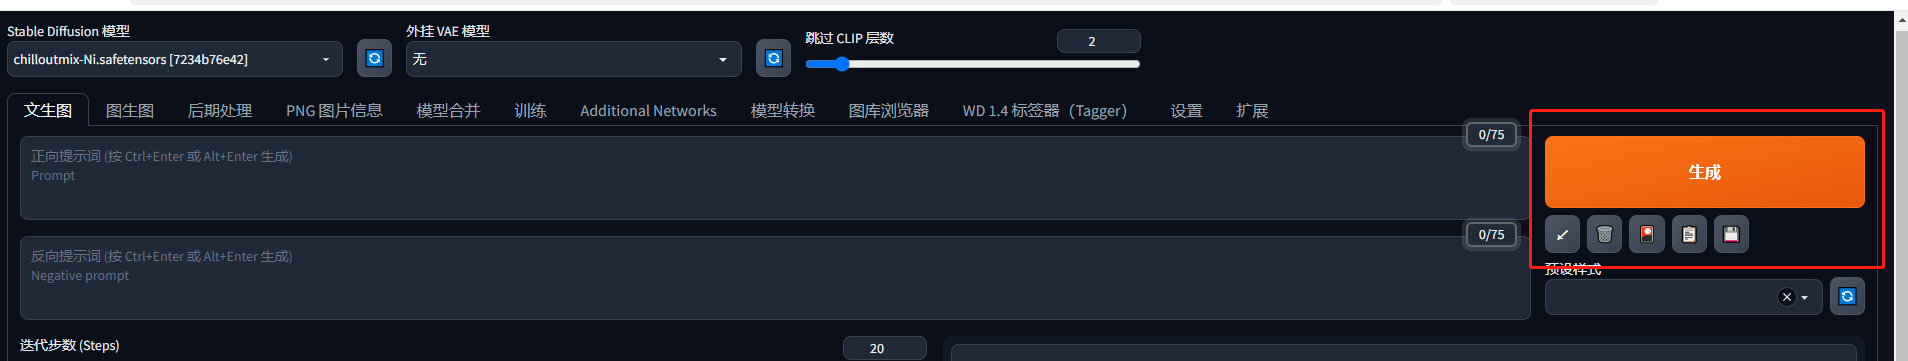 Stable Diffusion 模型
外挂 VAE 模型
跳过 CLIP 层数
2
chilloutmix-Ni.safetensors [7234b76e42]
无
文生图
图生图
后期处理
PNG 图片信息
模型合并
训练
Additional Networks
模型转换
图库浏览器
WD 1.4 标签器（Tagger）
设置
扩展
0/75
正向提示词 (按 Ctrl+Enter 或 Alt+Enter 生成)
Prompt
生成
0/75
反向提示词 (按 Ctrl+Enter 或 Alt+Enter 生成)
Negative prompt
预设样式
迭代步数 (Steps)
20